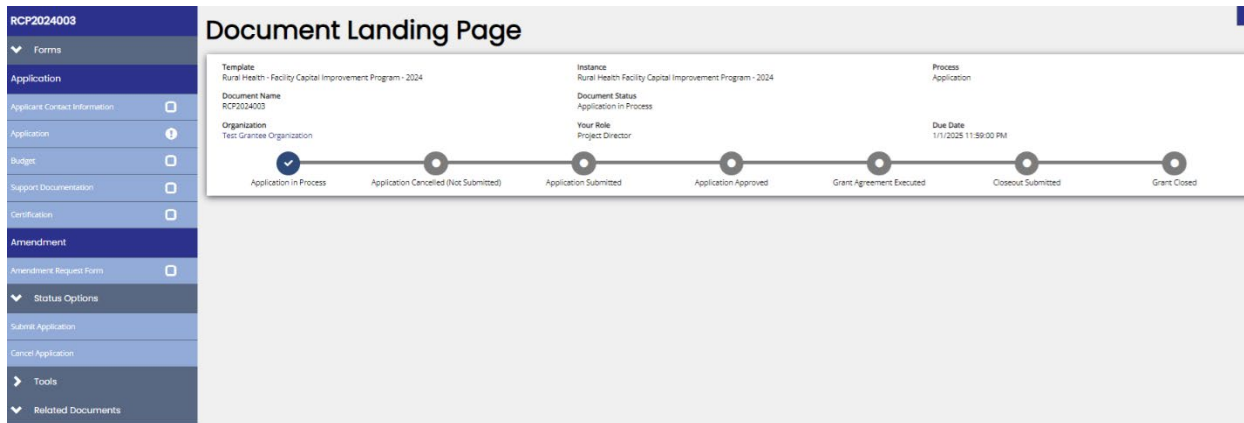 RCP2024003
Forms
Application
Applicant Contact Information
Application
Budget
Support Documentation
Certification
Amendment
Amendment Request Form
Status Options
Submit Application
Cancel Application
Tools
Related Documents
Document Landing Page
Template
Rural Health - Facility Capital Improvement Program - 2024
Instance
Rural Health Facility Capital Improvement Program - 2024
Process
Application
Document Name
RCP2024003
Document Status
Application in Process
Organization
Test Grantee Organization
Your Role
Project Director
Due Date
1/1/2025 11:59:00 PM
Application in Process
Application Cancelled (Not Submitted)
Application Submitted
Application Approved
Grant Agreement Executed
Closeout Submitted
Grant Closed